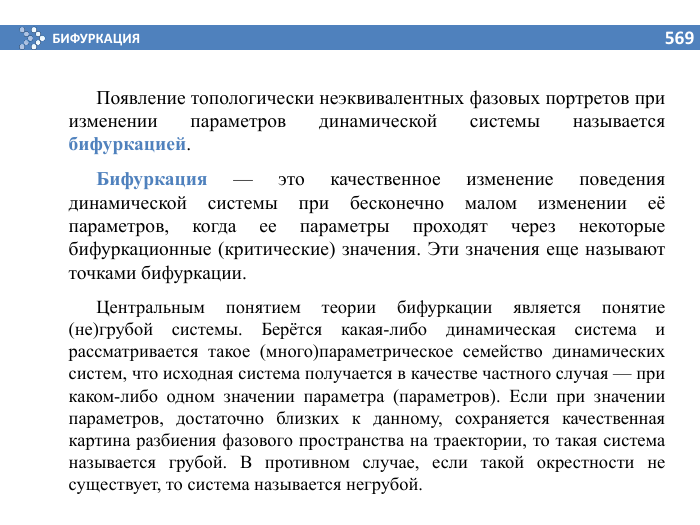 БИФУРКАЦИЯ
569
Появление топологически неэквивалентных фазовых портретов при
изменении параметров динамической системы называется
бифуркацией.
Бифуркация — это качественное изменение поведения
динамической системы при бесконечно малом изменении её
параметров, когда ее параметры проходят через некоторые
бифуркационные (критические) значения. Эти значения еще называют
точками бифуркации.
Центральным понятием теории бифуркации является понятие
(не)грубой системы. Берётся какая-либо динамическая система и
рассматривается такое (много)параметрическое семейство динамических
систем, что исходная система получается в качестве частного случая — при
каком-либо одном значении параметра (параметров). Если при значении
параметров, достаточно близких к данному, сохраняется качественная
картина разбиения фазового пространства на траектории, то такая система
называется грубой. В противном случае, если такой окрестности не
существует, то система называется негрубой.